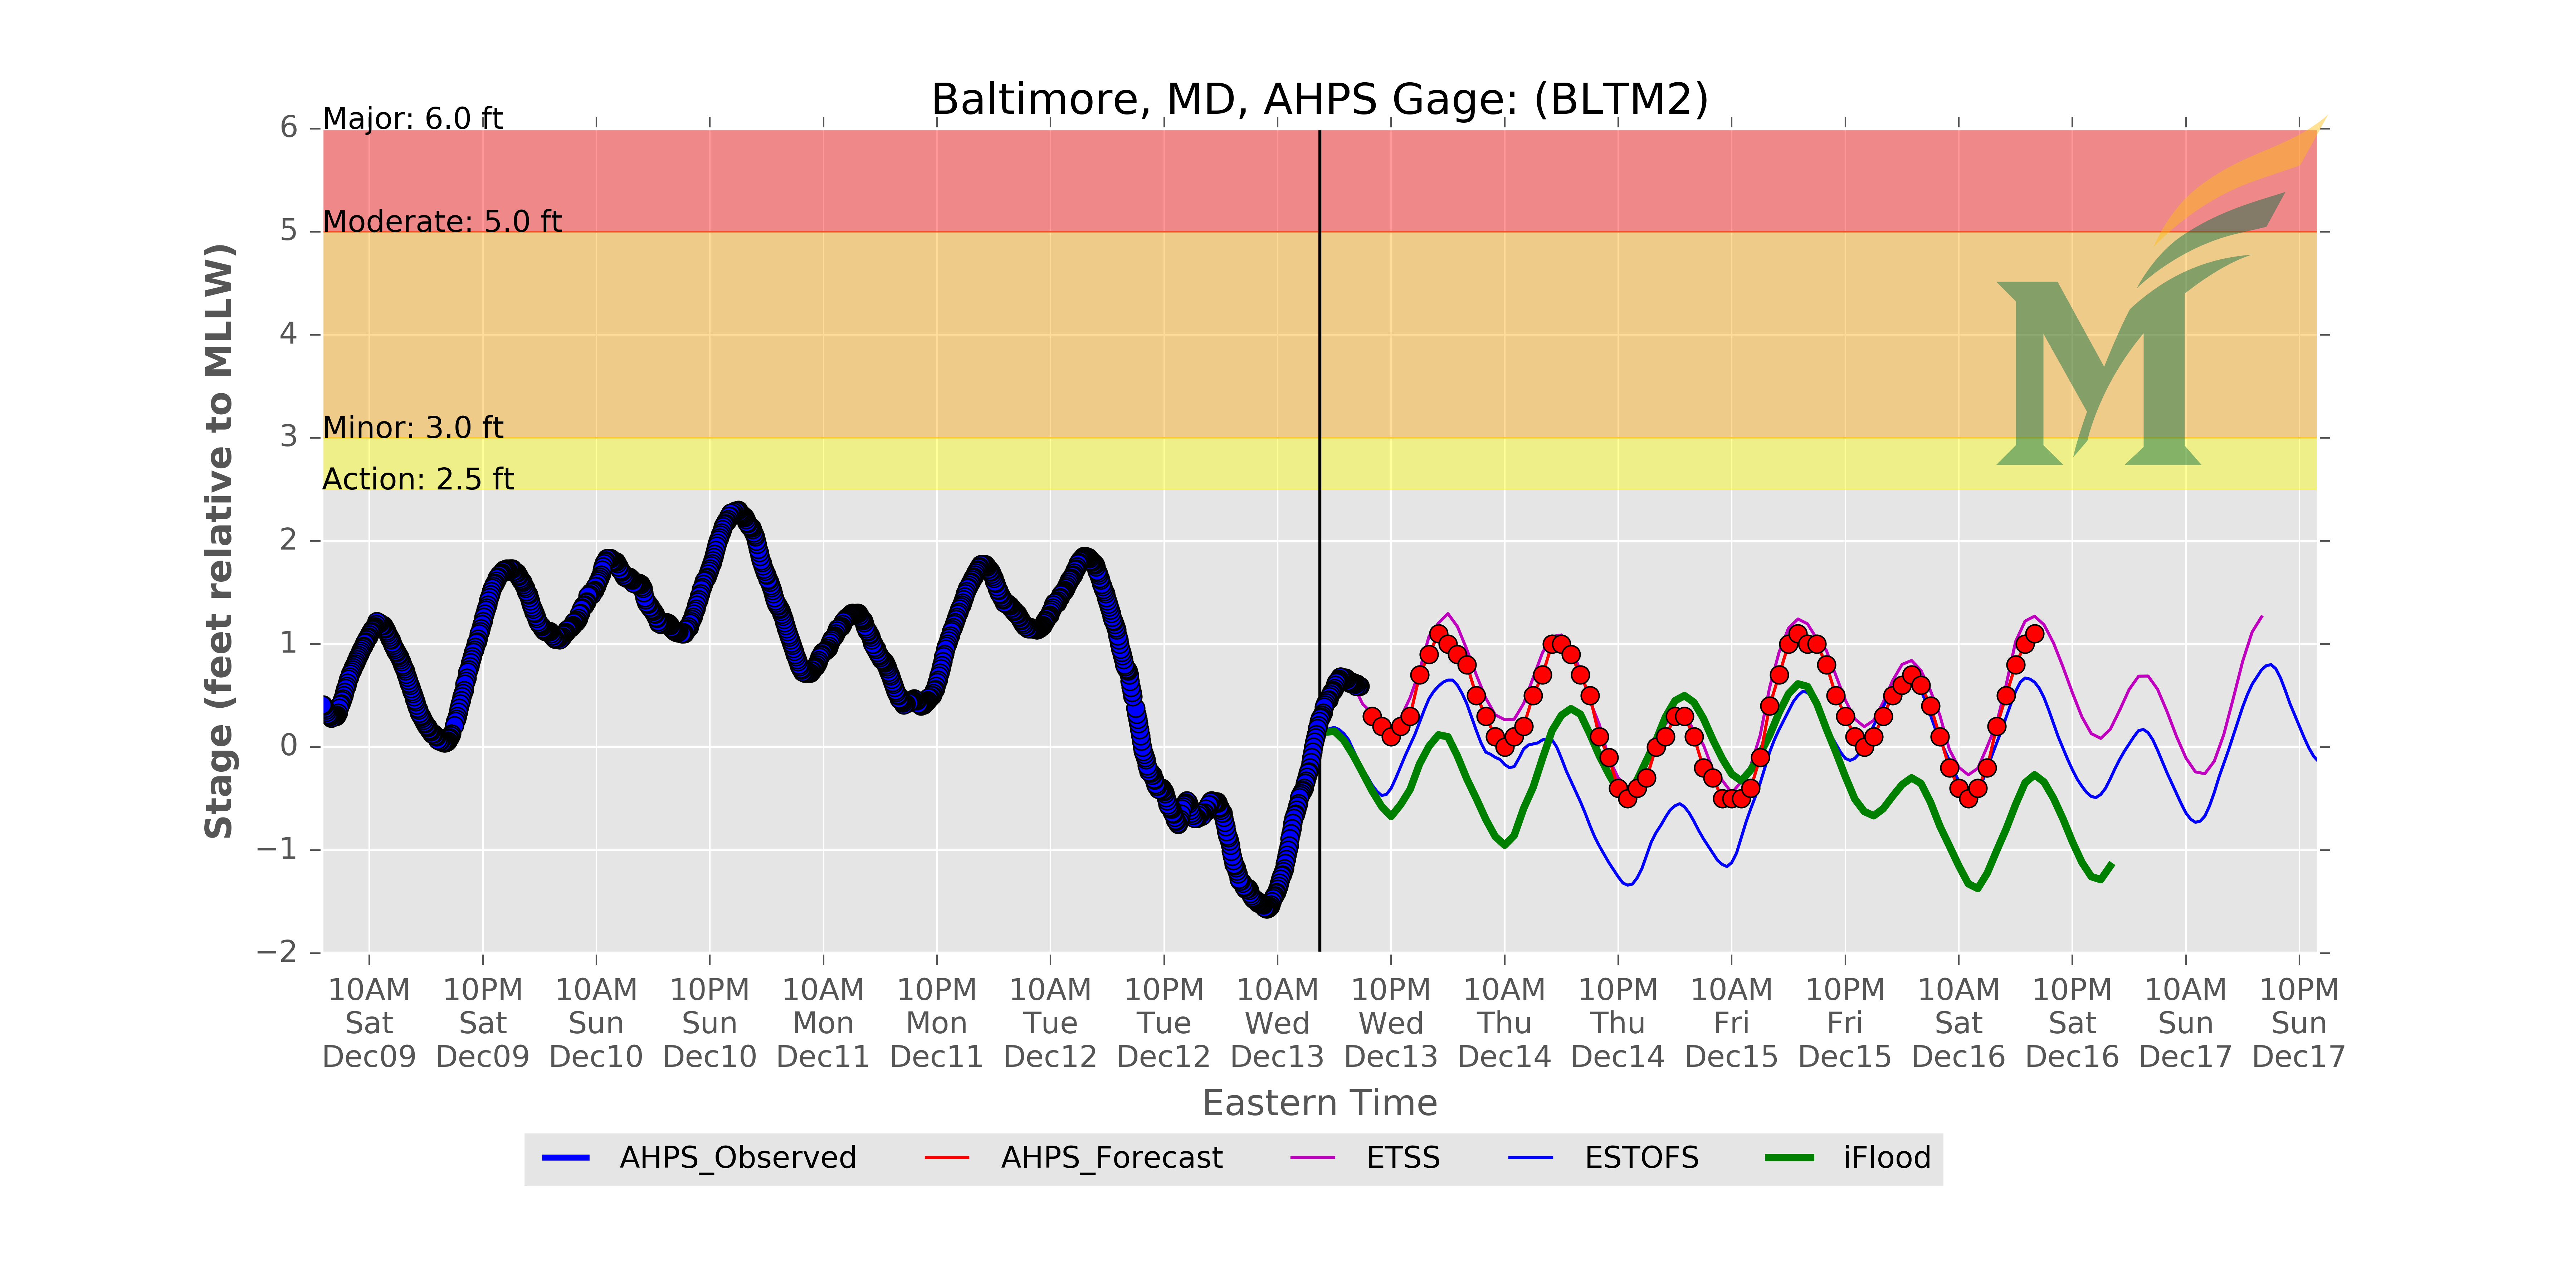 Baltimore, MD, AHPS Gage: (BLTM2)
Major: 6.0 ft
Moderate: 5.0 ft
Minor: 3.0 ft
Action: 2.5 ft
Stage (feet relative to MLLW)
6
5
4
3
2
1
0
−1
−2
10AM 10PM 10AM 10PM 10AM 10PM 10AM 10PM 10AM 10PM 10AM 10PM 10AM 10PM 10AM 10PM 10AM 10PM
Sat Sat Sun Sun Mon Mon Tue Tue Wed Wed Thu Thu Fri Fri Sat Sat Sun Sun
Dec09 Dec09 Dec10 Dec10 Dec11 Dec11 Dec12 Dec12 Dec13 Dec13 Dec14 Dec14 Dec15 Dec15 Dec16 Dec16 Dec17 Dec17
Eastern Time
AHPS_Observed AHPS_Forecast ETSS ESTOFS iFlood
M